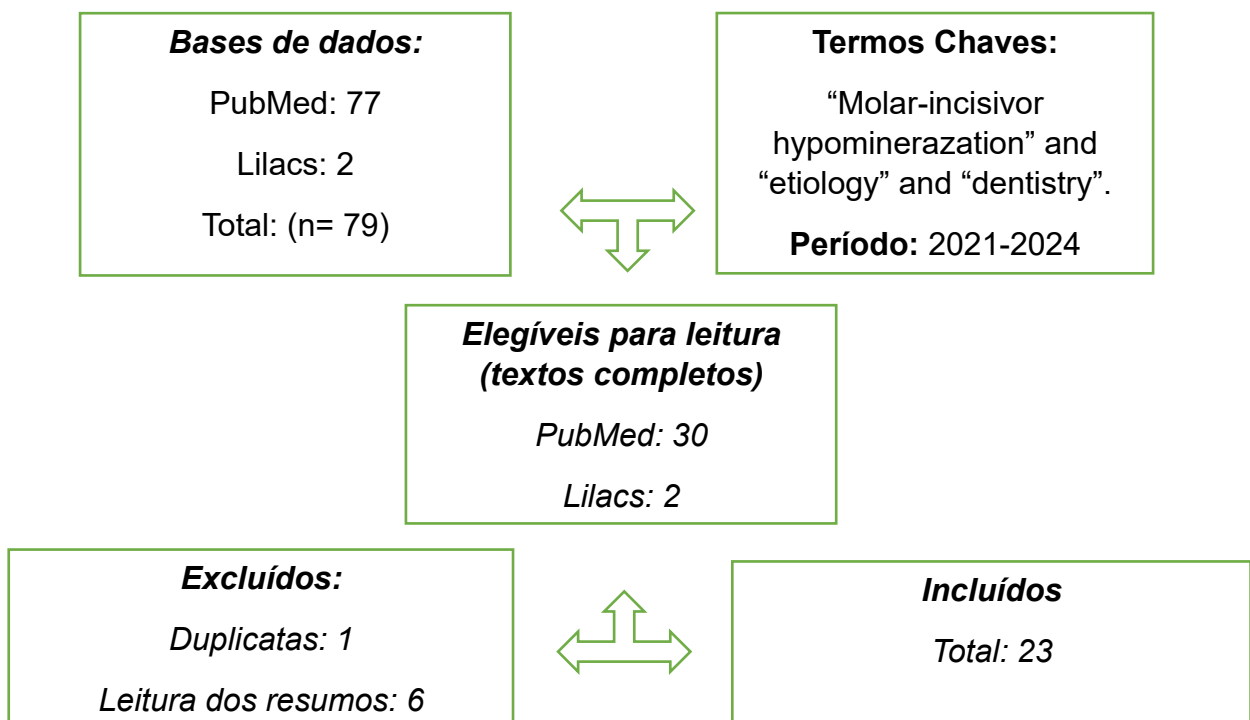 Bases de dados:
PubMed: 77
Lilacs: 2
Total: (n= 79)
Termos Chaves:
“Molar-incisivor
hypominerazation” and
“etiology” and “dentistry”.
Período: 2021-2024
Elegíveis para leitura
(textos completos)
PubMed: 30
Lilacs: 2
Excluídos:
Duplicatas: 1
Leitura dos resumos: 6
Incluídos
Total: 23